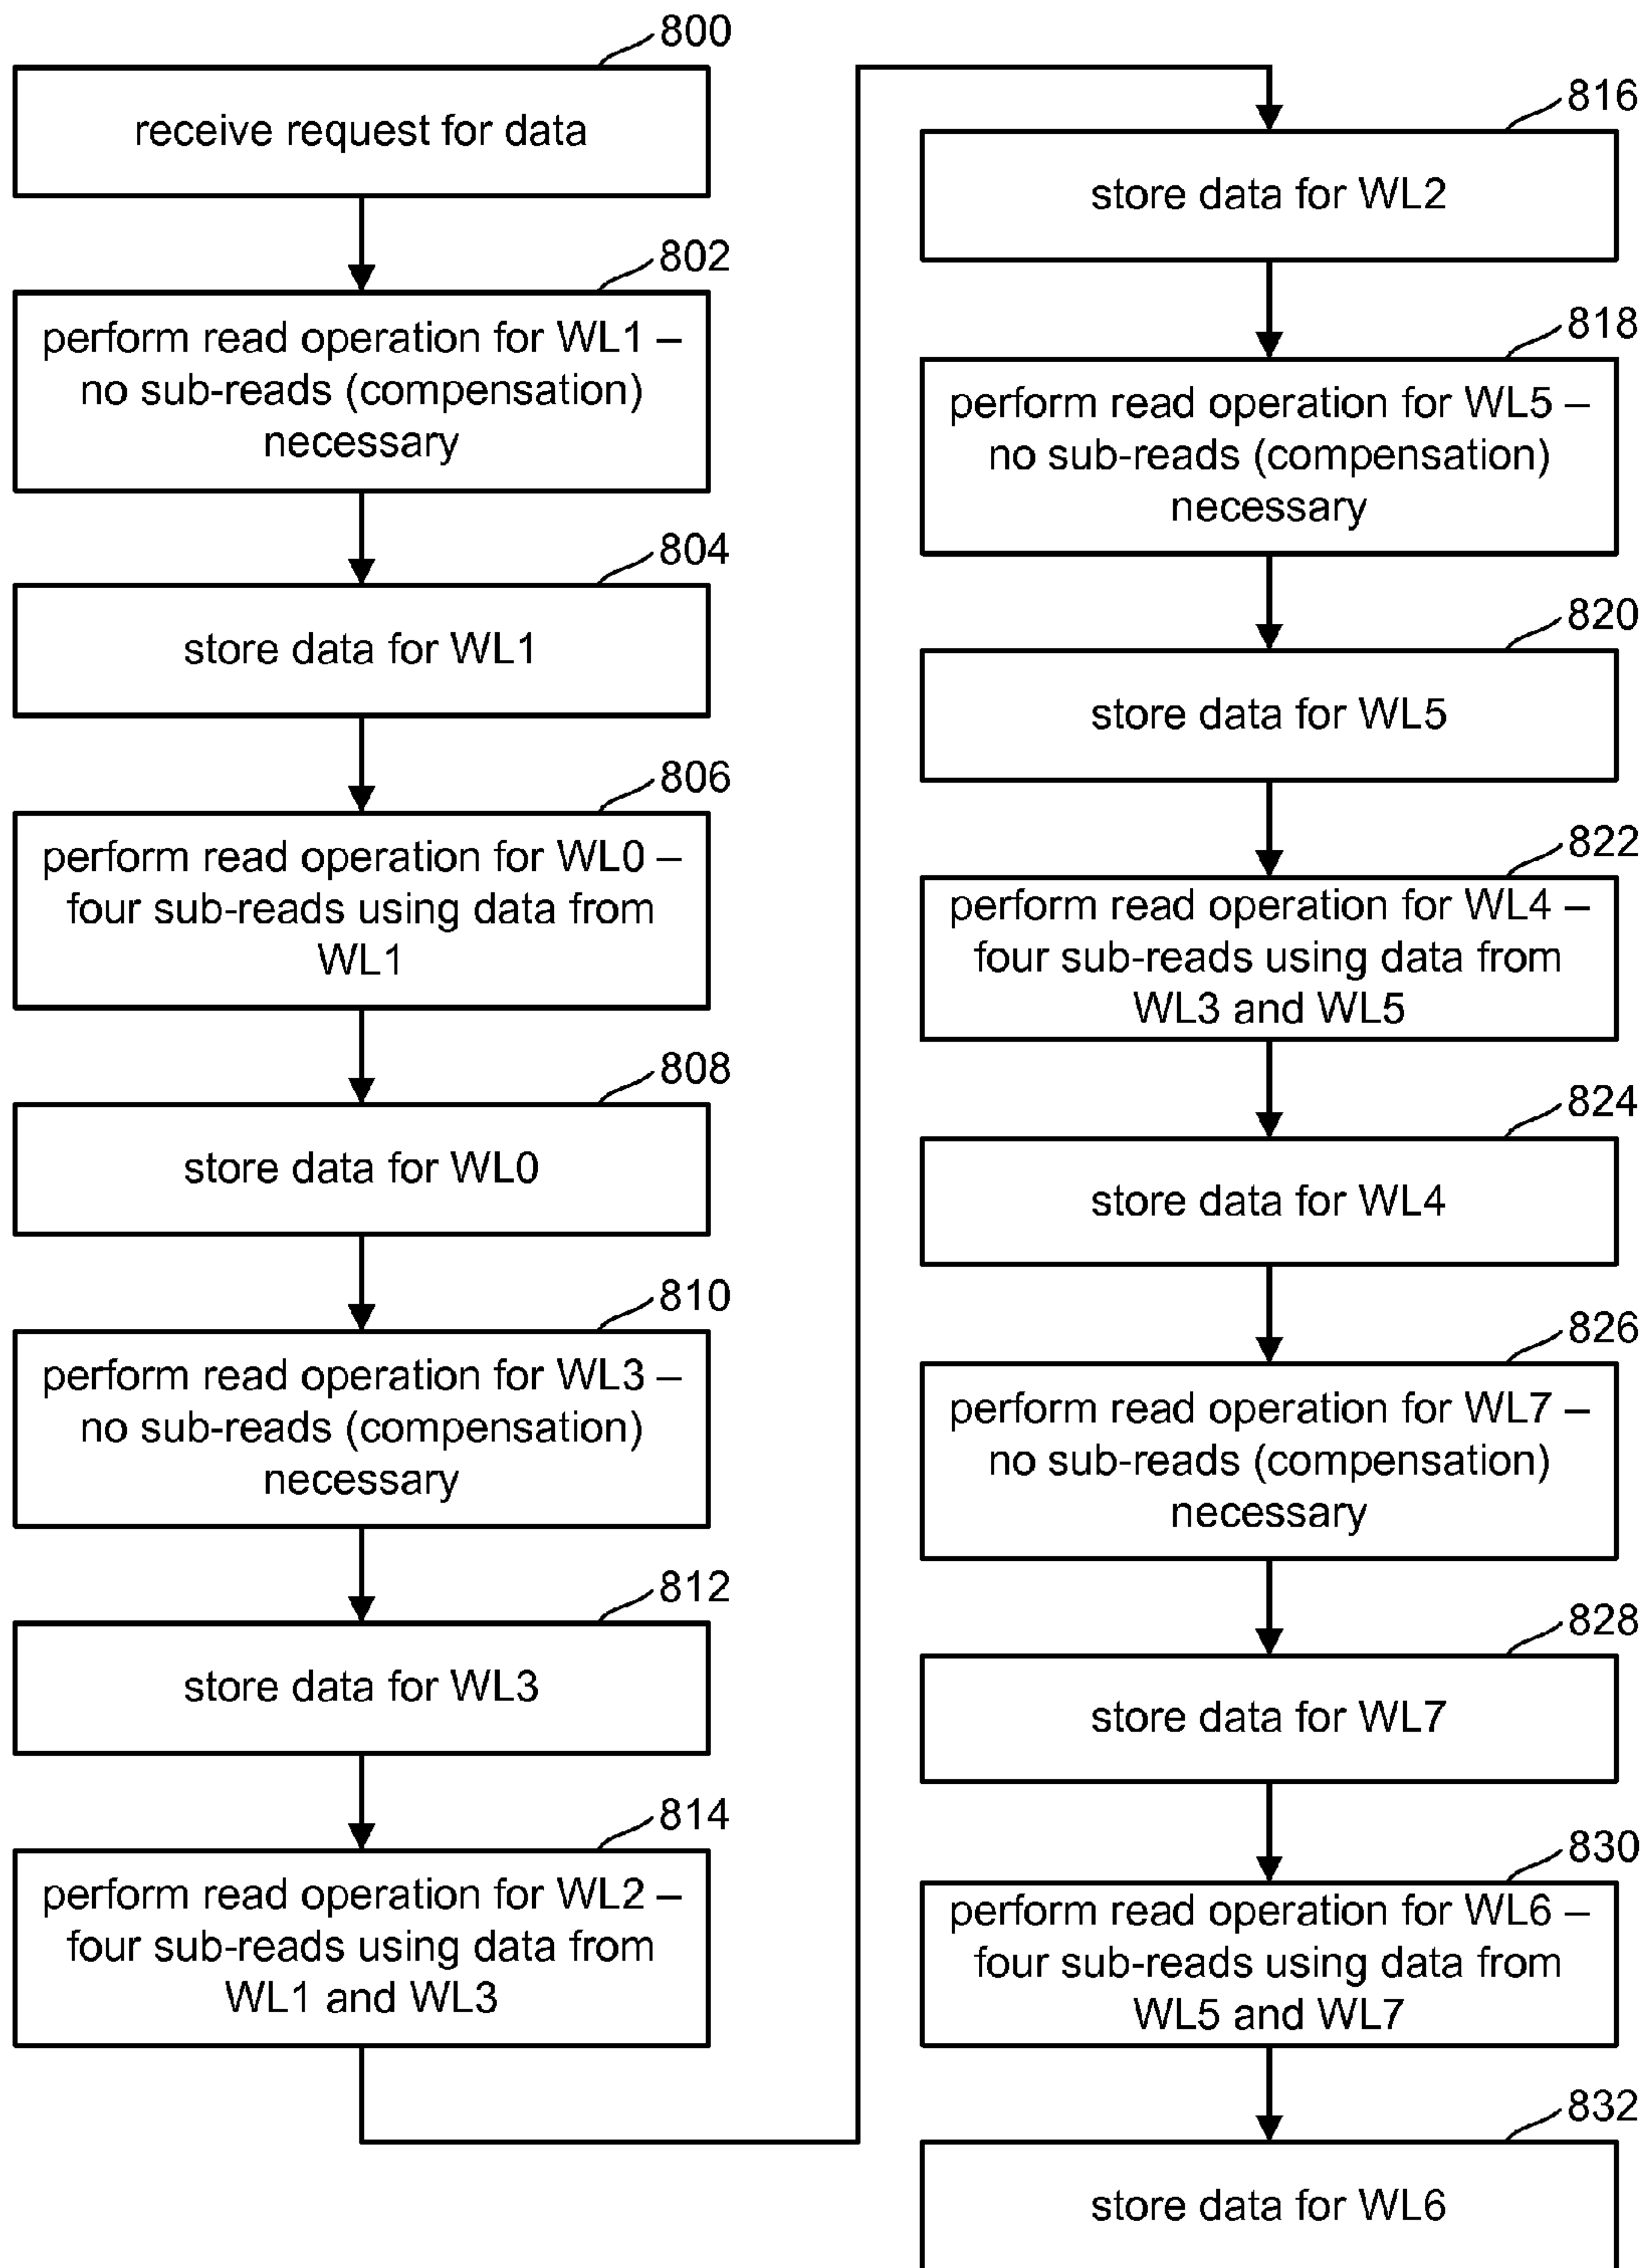 800
receive request for data
802
perform read operation for WL1 –
no sub-reads (compensation)
necessary
804
store data for WL1
806
perform read operation for WL0 –
four sub-reads using data from
WL1
808
store data for WL0
810
perform read operation for WL3 –
no sub-reads (compensation)
necessary
812
store data for WL3
814
perform read operation for WL2 –
four sub-reads using data from
WL1 and WL3
816
store data for WL2
818
perform read operation for WL5 –
no sub-reads (compensation)
necessary
820
store data for WL5
822
perform read operation for WL4 –
four sub-reads using data from
WL3 and WL5
824
store data for WL4
826
perform read operation for WL7 –
no sub-reads (compensation)
necessary
828
store data for WL7
830
perform read operation for WL6 –
four sub-reads using data from
WL5 and WL7
832
store data for WL6